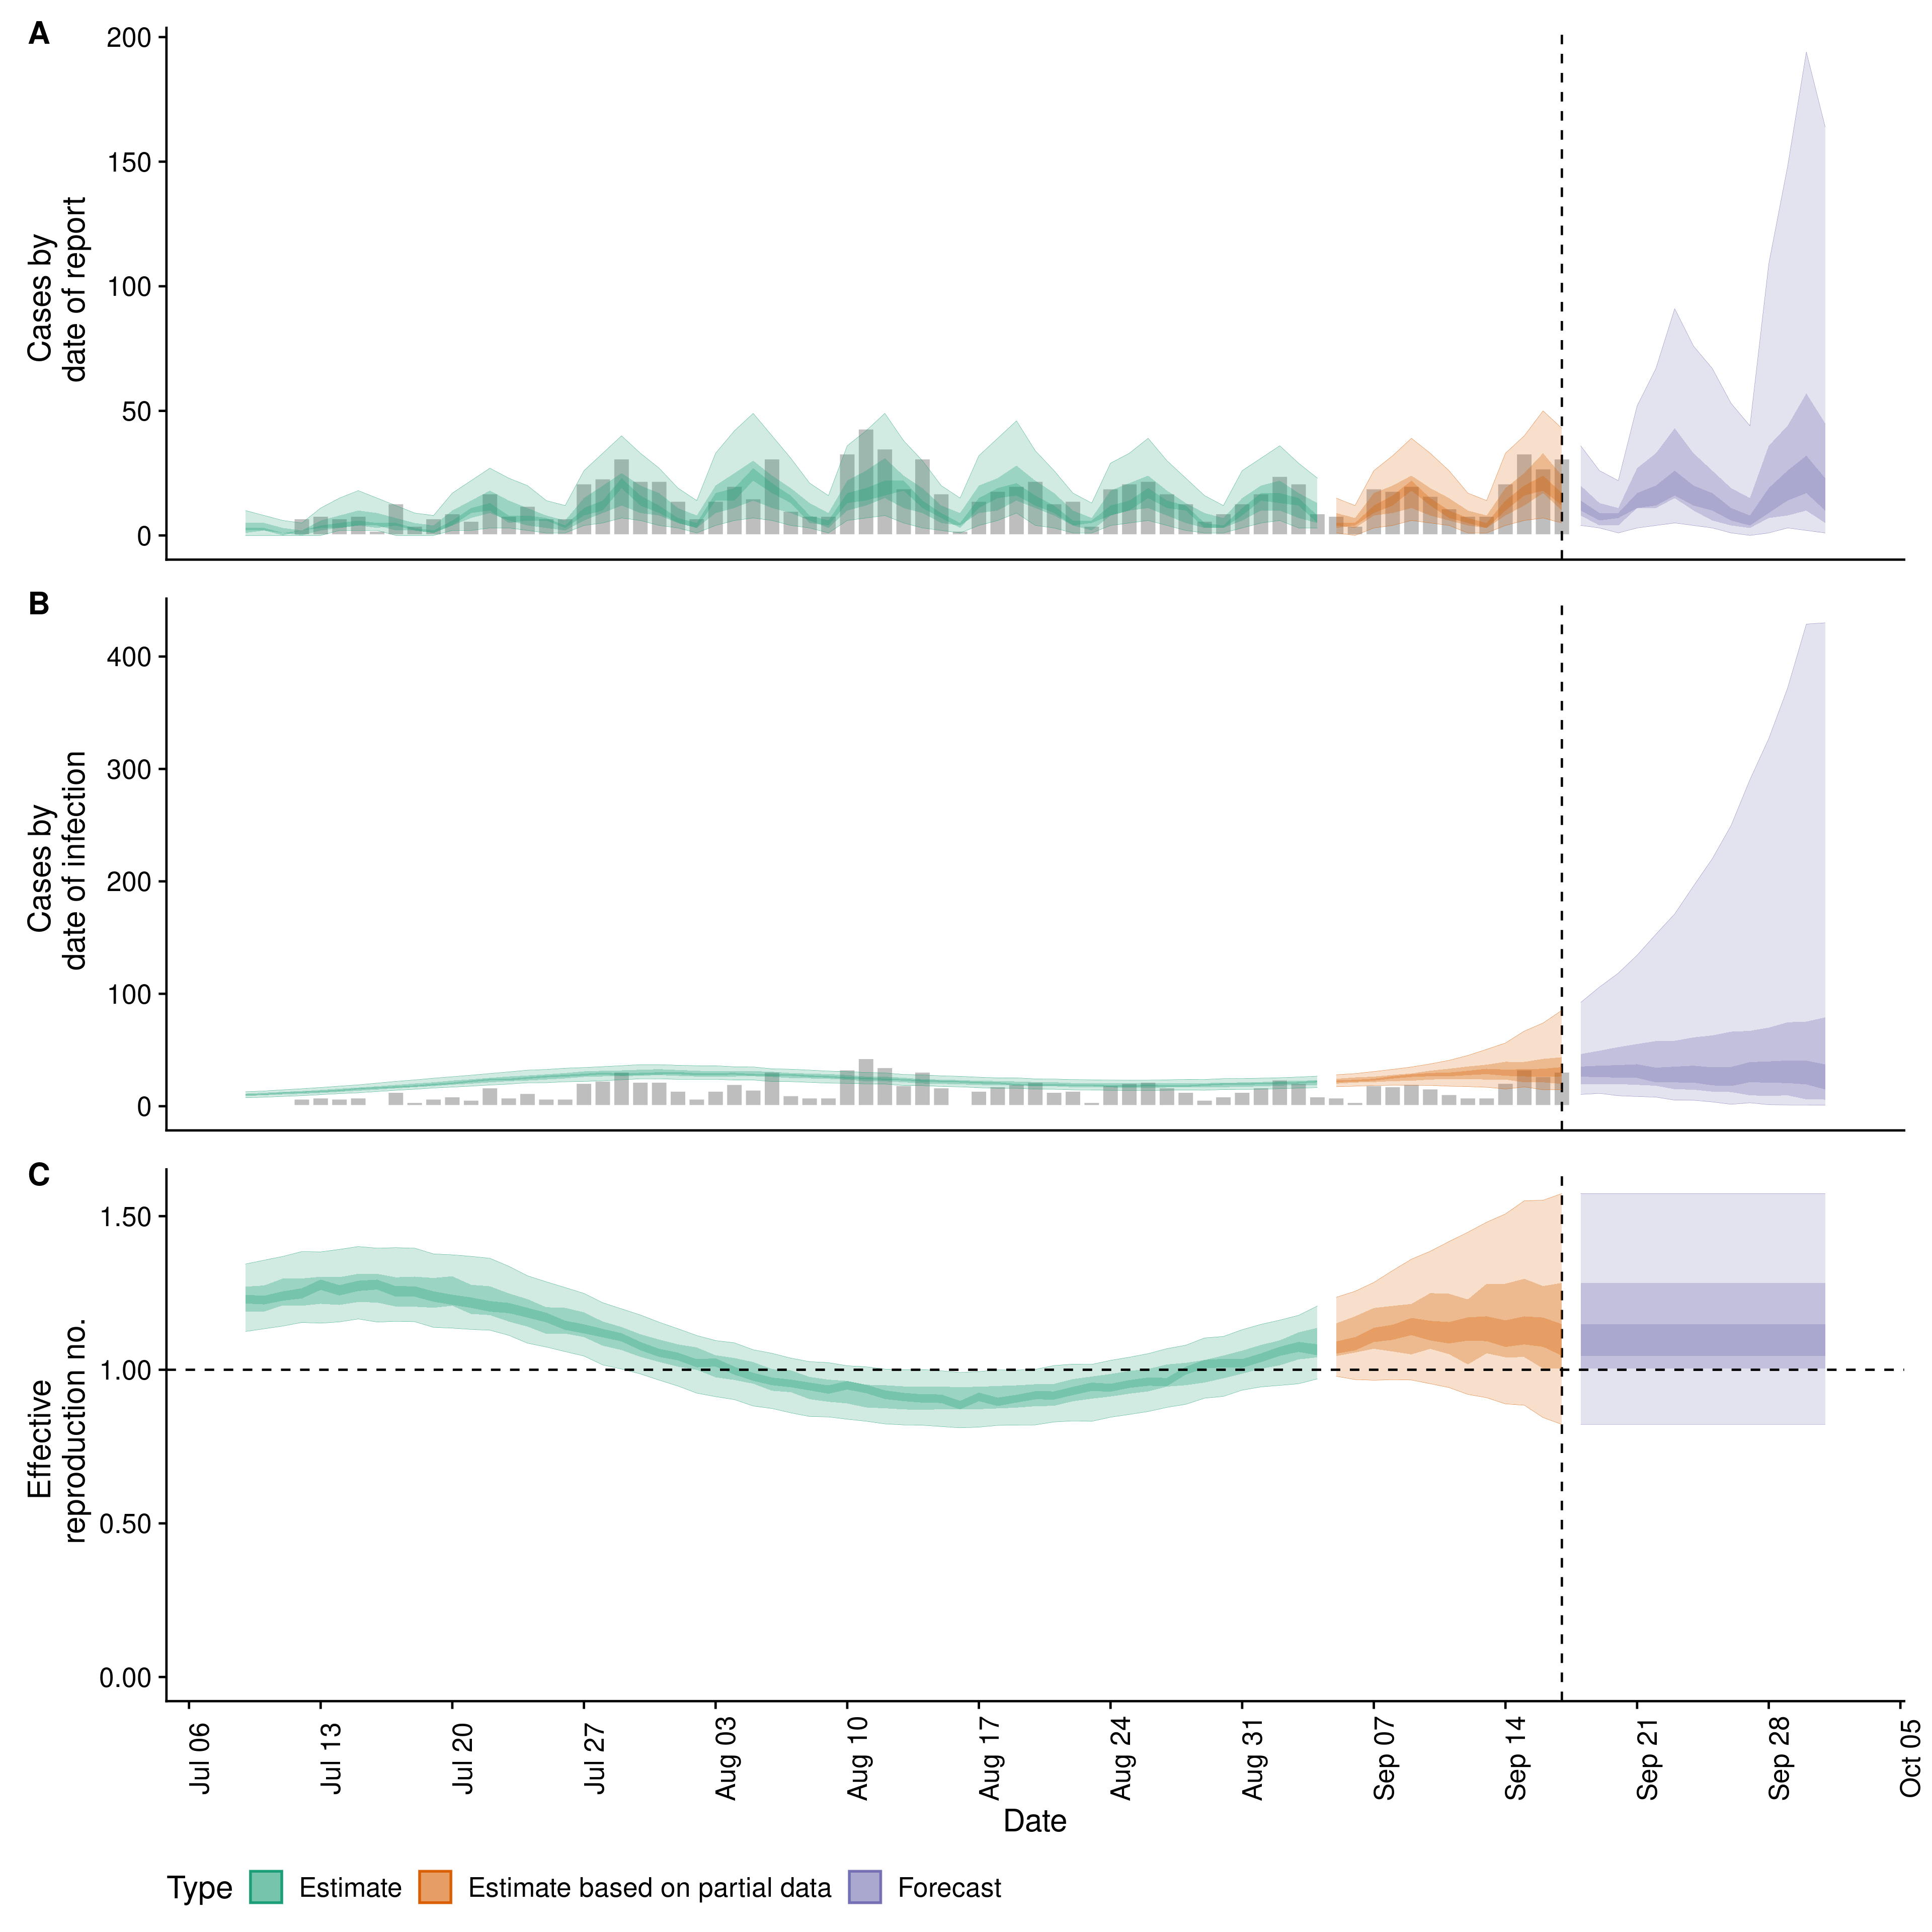 A
200
150
100
50
0
Cases by
date of report
B
400
300
200
100
0
Cases by
date of infection
C
1.50
1.00
0.50
0.00
Effective
reproduction no.
Jul 06
Jul 13
Jul 20
Jul 27
Aug 03
Aug 10
Aug 17
Aug 24
Aug 31
Sep 07
Sep 14
Sep 21
Sep 28
Oct 05
Date
Type Estimate Estimate based on partial data Forecast